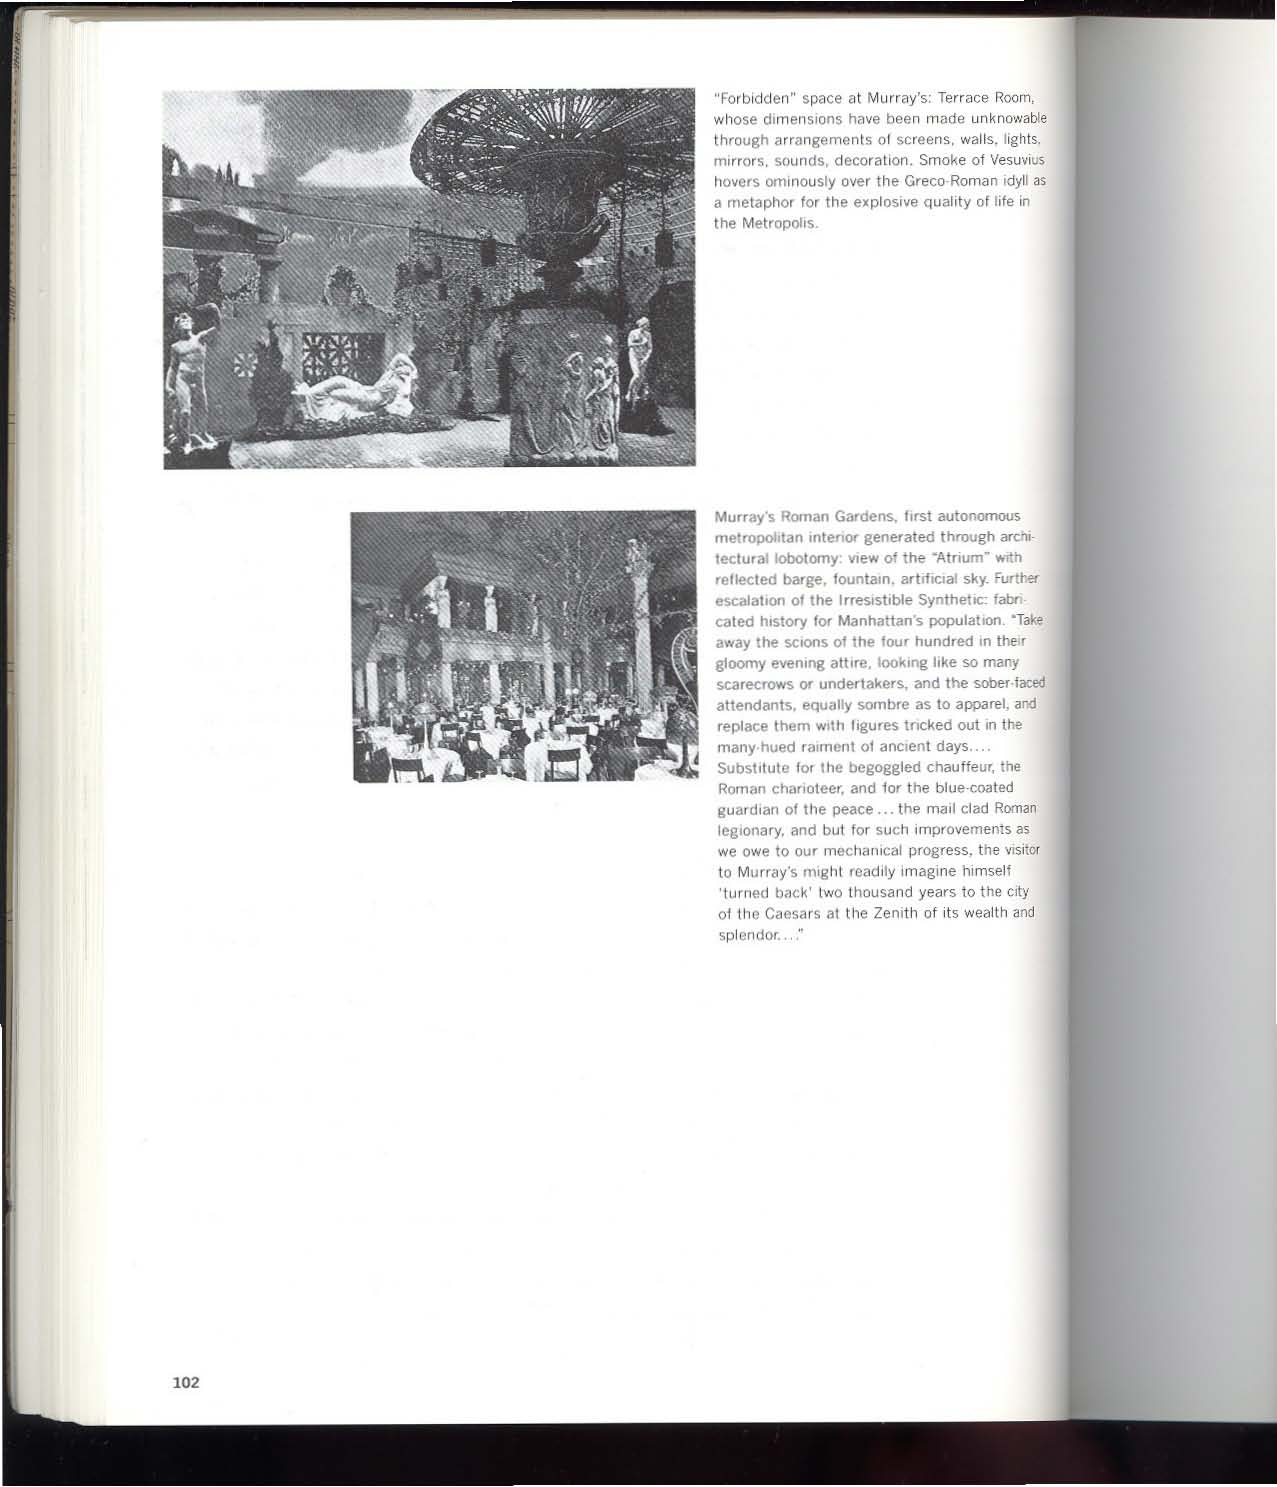 "Forbidden" space at Murray's: Terrace Room,
whose dimensions have been made unknowable
through arrangements of screens, walls, lights,
mirrors, sounds, decoration. Smoke of Vesuvius
hovers ominously over the Greco-Roman idyll as
a metaphor for the explosive quality of life in
the Metropolis.
Murray's Roman Gardens, first autonomous
metropolitan interior generated through archi-
tectural lobotomy: view of the "Atrium" with
reflected barge, fountain, artificial sky. Further
escalation of the Irresistible Synthetic: fabri-
cated history for Manhattan's population. "Take
away the scions of the four hundred in their
gloomy evening attire, looking like so many
scarecrows or undertakers, and the sober-faced
attendants, equally sombre as to apparel, and
replace them with figures tricked out in the
many-hued raiment of ancient days....
Substitute for the begoggled chauffeur, the
Roman charioteer, and for the blue-coated
guardian of the peace ... the mail clad Roman
legionary, and but for such improvements as
we owe to our mechanical progress, the visitor
to Murray's might readily imagine himself
'turned back' two thousand years to the city
of the Caesars at the Zenith of its wealth and
splendor...."
102